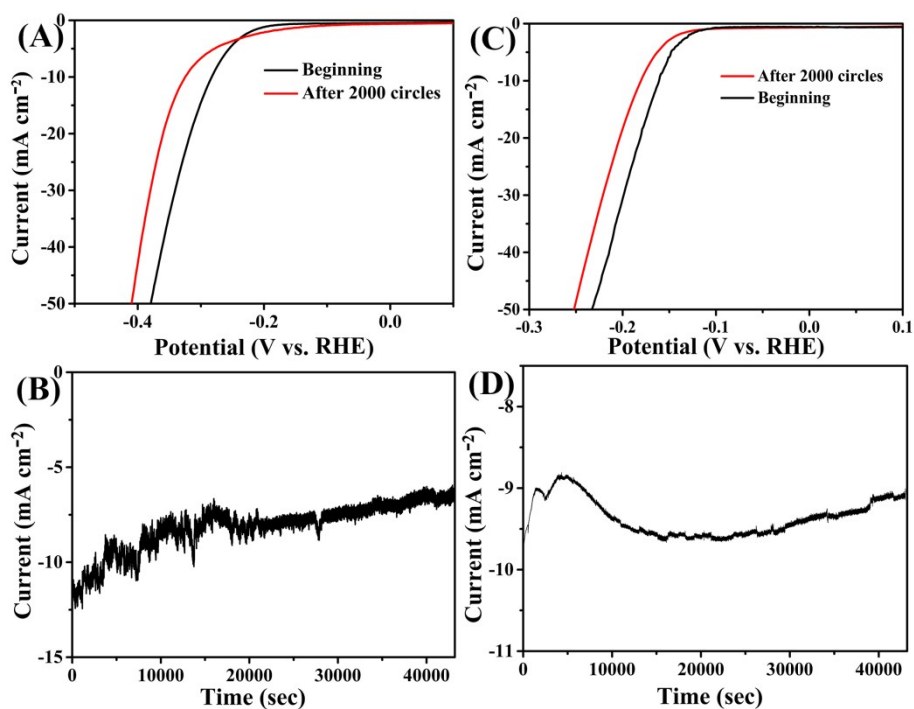 (A)
0
-10
-20
-30
-40
-50
Current (mA cm⁻²)
Beginning
After 2000 circles
-0.4
-0.2
0.0
Potential (V vs. RHE)
(C)
0
-10
-20
-30
-40
-50
Current (mA cm⁻²)
After 2000 circles
Beginning
-0.3
-0.2
-0.1
0.0
0.1
Potential (V vs. RHE)
(B)
0
-5
-10
-15
Current (mA cm⁻²)
0
10000
20000
30000
40000
Time (sec)
(D)
-8
-9
-10
-11
Current (mA cm⁻²)
0
10000
20000
30000
40000
Time (sec)